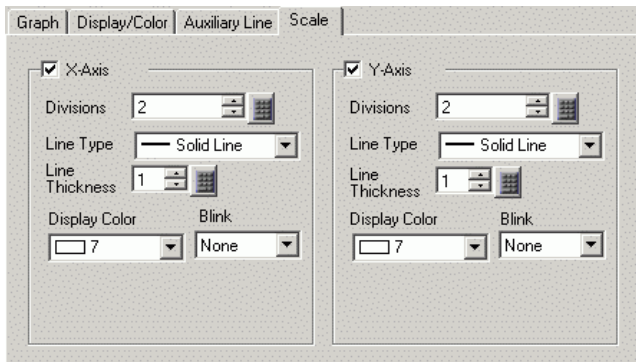 Graph Display/Color Auxiliary Line Scale
X-Axis
Divisions 2
Line Type Solid Line
Line Thickness 1
Display Color Blink
7 None
Y-Axis
Divisions 2
Line Type Solid Line
Line Thickness 1
Display Color Blink
7 None